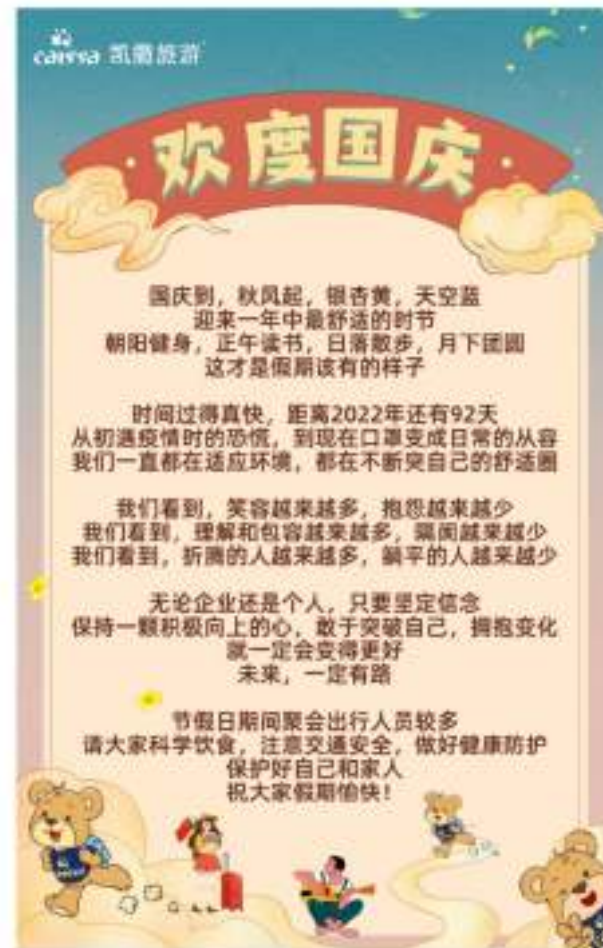 caissa 凯撒旅游
欢度国庆
国庆到，秋风起，银杏黄，天空蓝
迎来一年中最舒适的时节
朝阳健身，正午读书，日落散步，月下团圆
这才是假期该有的样子
时间过得真快，距离2022年还有92天
从初遇疫情时的恐慌，到现在口罩变成日常的从容
我们一直都在适应环境，都在不断突自己的舒适圈
我们看到，笑容越来越多，抱怨越来越少
我们看到，理解和包容越来越多，隔阂越来越少
我们看到，折腾的人越来越多，躺平的人越来越少
无论企业还是个人，只要坚定信念
保持一颗积极向上的心，敢于突破自己，拥抱变化
就一定会变得更好
未来，一定有路
节假日期间聚会出行人员较多
请大家科学饮食，注意交通安全，做好健康防护
保护好自己和家人
祝大家假期愉快！